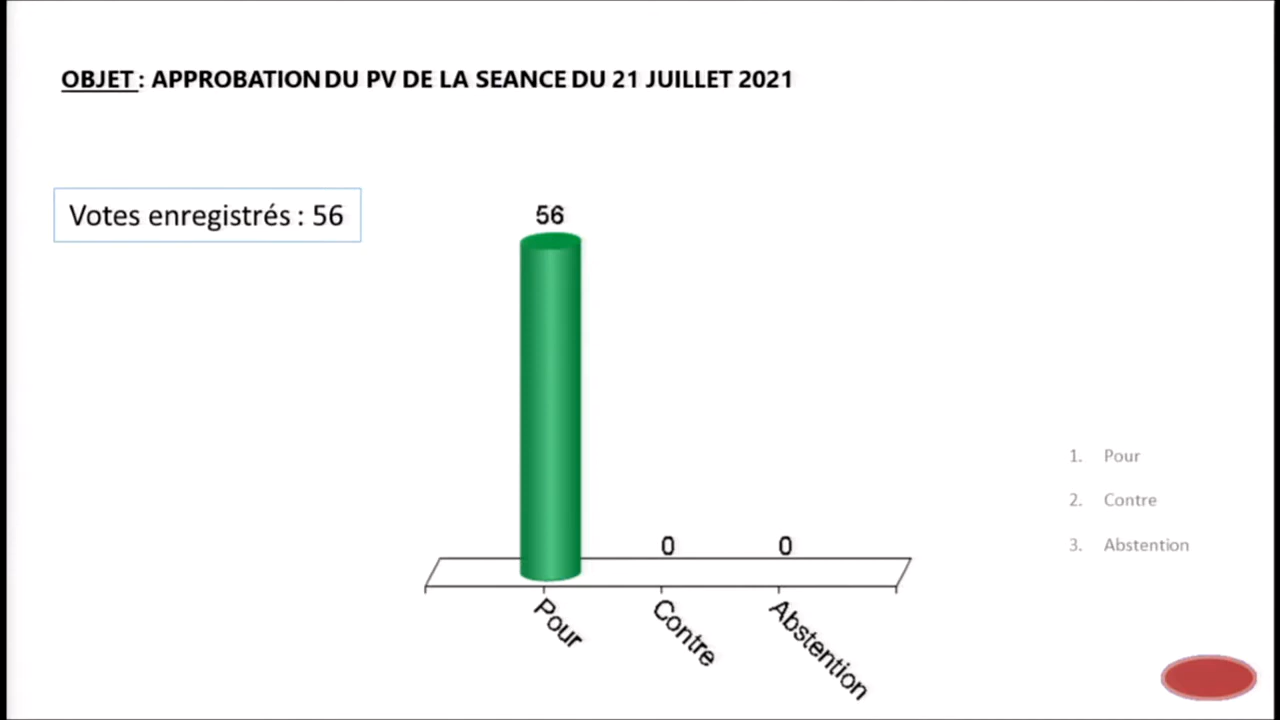 OBJET : APPROBATION DU PV DE LA SEANCE DU 21 JUILLET 2021
Votes enregistrés : 56
56
0
0
Pour
Contre
Abstention
1. Pour
2. Contre
3. Abstention